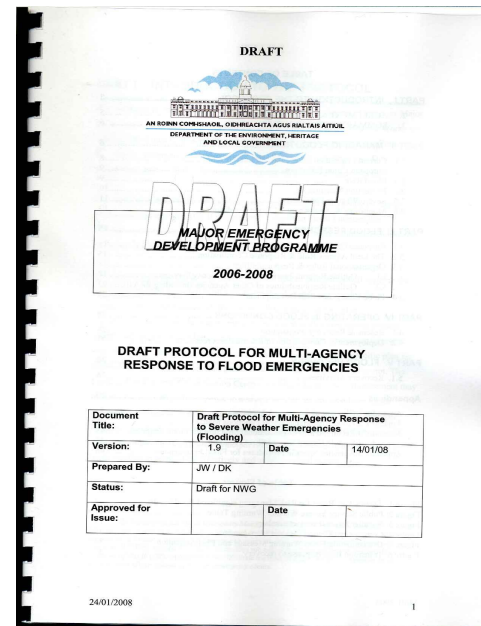 DRAFT
AN ROINN COMHSHAOIL, OIDHREACHTA AGUS RIALTAIS ÁITIÚIL
DEPARTMENT OF THE ENVIRONMENT, HERITAGE
AND LOCAL GOVERNMENT
DRAFT
MAJOR EMERGENCY
DEVELOPMENT PROGRAMME
2006-2008
DRAFT PROTOCOL FOR MULTI-AGENCY
RESPONSE TO FLOOD EMERGENCIES
Document Title: Draft Protocol for Multi-Agency Response
to Severe Weather Emergencies
(Flooding)
Version: 1.9 Date 14/01/08
Prepared By: JW / DK
Status: Draft for NWG
Approved for Issue: Date
24/01/2008 1